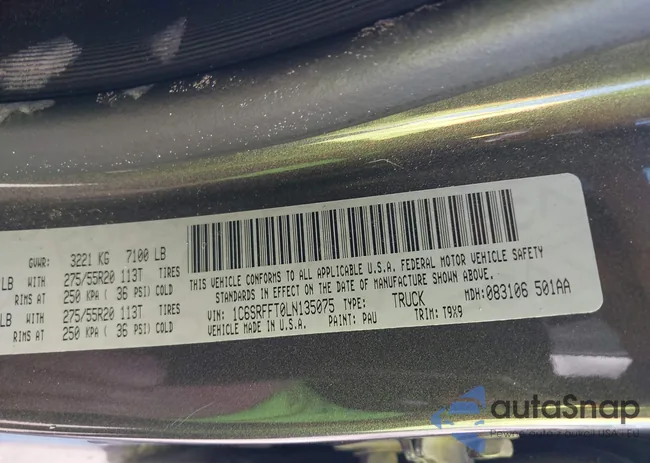 GVWR: 3221 KG 7100 LB
LB WITH 275/55R20 113T TIRES
RIMS AT 250 KPA ( 36 PSI) COLD
LB WITH 275/55R20 113T TIRES
RIMS AT 250 KPA ( 36 PSI) COLD
THIS VEHICLE CONFORMS TO ALL APPLICABLE U.S.A. FEDERAL MOTOR VEHICLE SAFETY
STANDARDS IN EFFECT ON THE DATE OF MANUFACTURE SHOWN ABOVE.
VIN: 1C6SRFFT0LN135075 TYPE: TRUCK MDH: 083106 501AA
VEHICLE MADE IN U.S.A. PAINT: PAU TRIM: T9X9
autaSnap